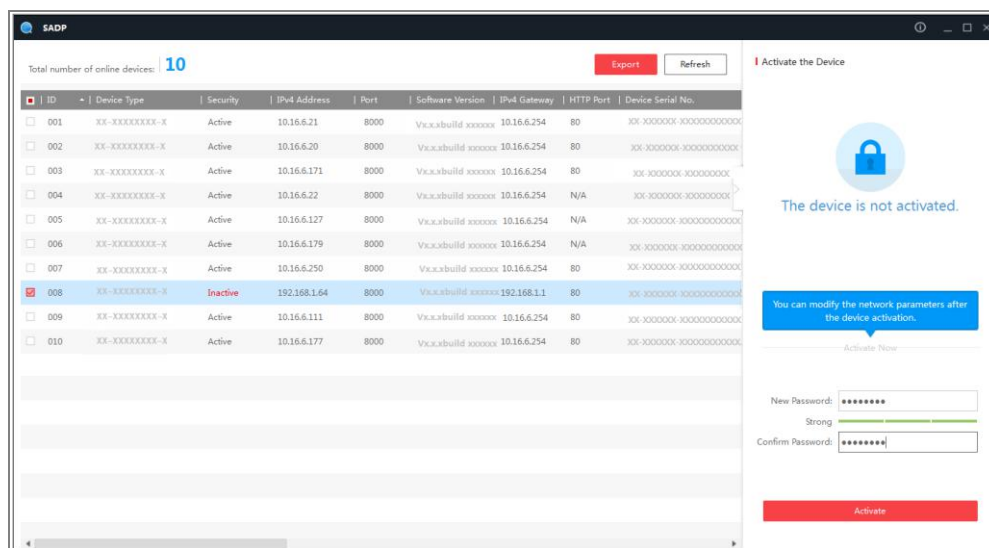 SADP
Total number of online devices: 10
Export
Refresh
ID | Device Type | Security | IPv4 Address | Port | Software Version | IPv4 Gateway | HTTP Port | Device Serial No.
001 XX-XXXXXXXX-X Active 10.16.6.21 8000 Vx.x.xbuild xxxxxx 10.16.6.254 80
002 XX-XXXXXXXX-X Active 10.16.6.20 8000 Vx.x.xbuild xxxxxx 10.16.6.254 80
003 XX-XXXXXXXX-X Active 10.16.6.171 8000 Vx.x.xbuild xxxxxx 10.16.6.254 80
004 XX-XXXXXXXX-X Active 10.16.6.22 8000 Vx.x.xbuild xxxxxx 10.16.6.254 N/A
005 XX-XXXXXXXX-X Active 10.16.6.127 8000 Vx.x.xbuild xxxxxx 10.16.6.254 N/A
006 XX-XXXXXXXX-X Active 10.16.6.179 8000 Vx.x.xbuild xxxxxx 10.16.6.254 N/A
007 XX-XXXXXXXX-X Active 10.16.6.250 8000 Vx.x.xbuild xxxxxx 10.16.6.254 80
008 XX-XXXXXXXX-X Inactive 192.168.1.64 8000 Vx.x.xbuild xxxxxx 192.168.1.1 80
009 XX-XXXXXXXX-X Active 10.16.6.111 8000 Vx.x.xbuild xxxxxx 10.16.6.254 80
010 XX-XXXXXXXX-X Active 10.16.6.177 8000 Vx.x.xbuild xxxxxx 10.16.6.254 80
Activate the Device
The device is not activated.
You can modify the network parameters after
the device activation.
Activate Now
New Password: ●●●●●●●●
Strong
Confirm Password: ●●●●●●●●
Activate